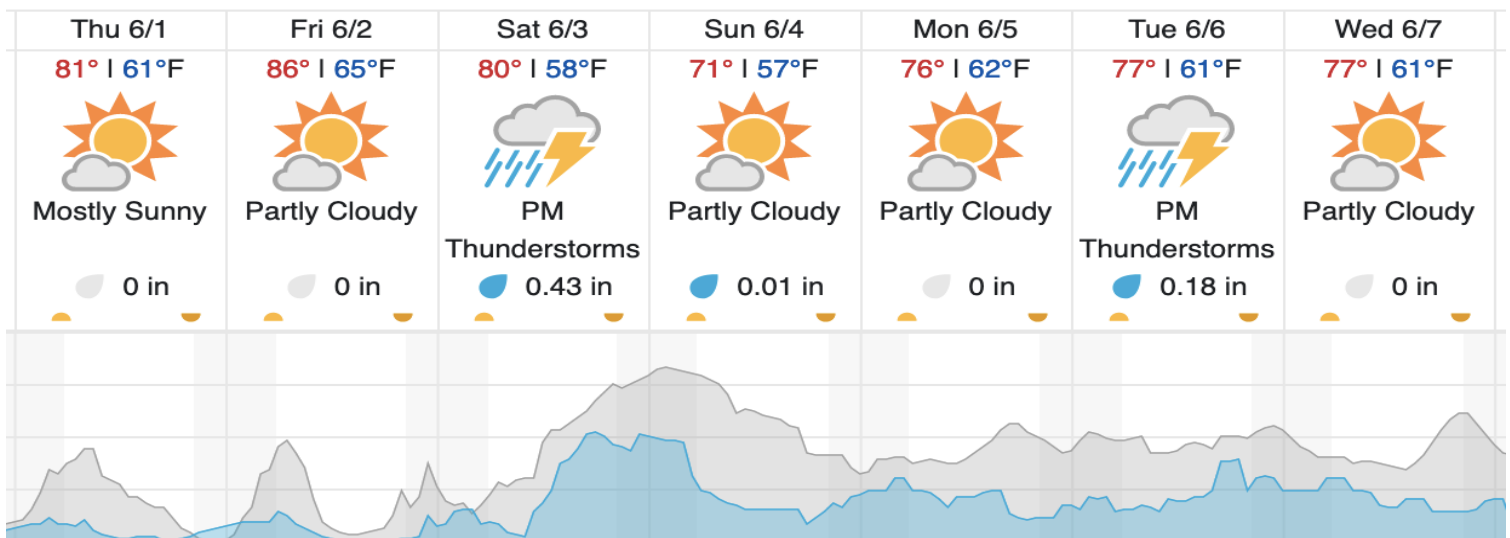 Thu 6/1
81° | 61°F
Mostly Sunny
0 in
Fri 6/2
86° | 65°F
Partly Cloudy
0 in
Sat 6/3
80° | 58°F
PM
Thunderstorms
0.43 in
Sun 6/4
71° | 57°F
Partly Cloudy
0.01 in
Mon 6/5
76° | 62°F
Partly Cloudy
0 in
Tue 6/6
77° | 61°F
PM
Thunderstorms
0.18 in
Wed 6/7
77° | 61°F
Partly Cloudy
0 in